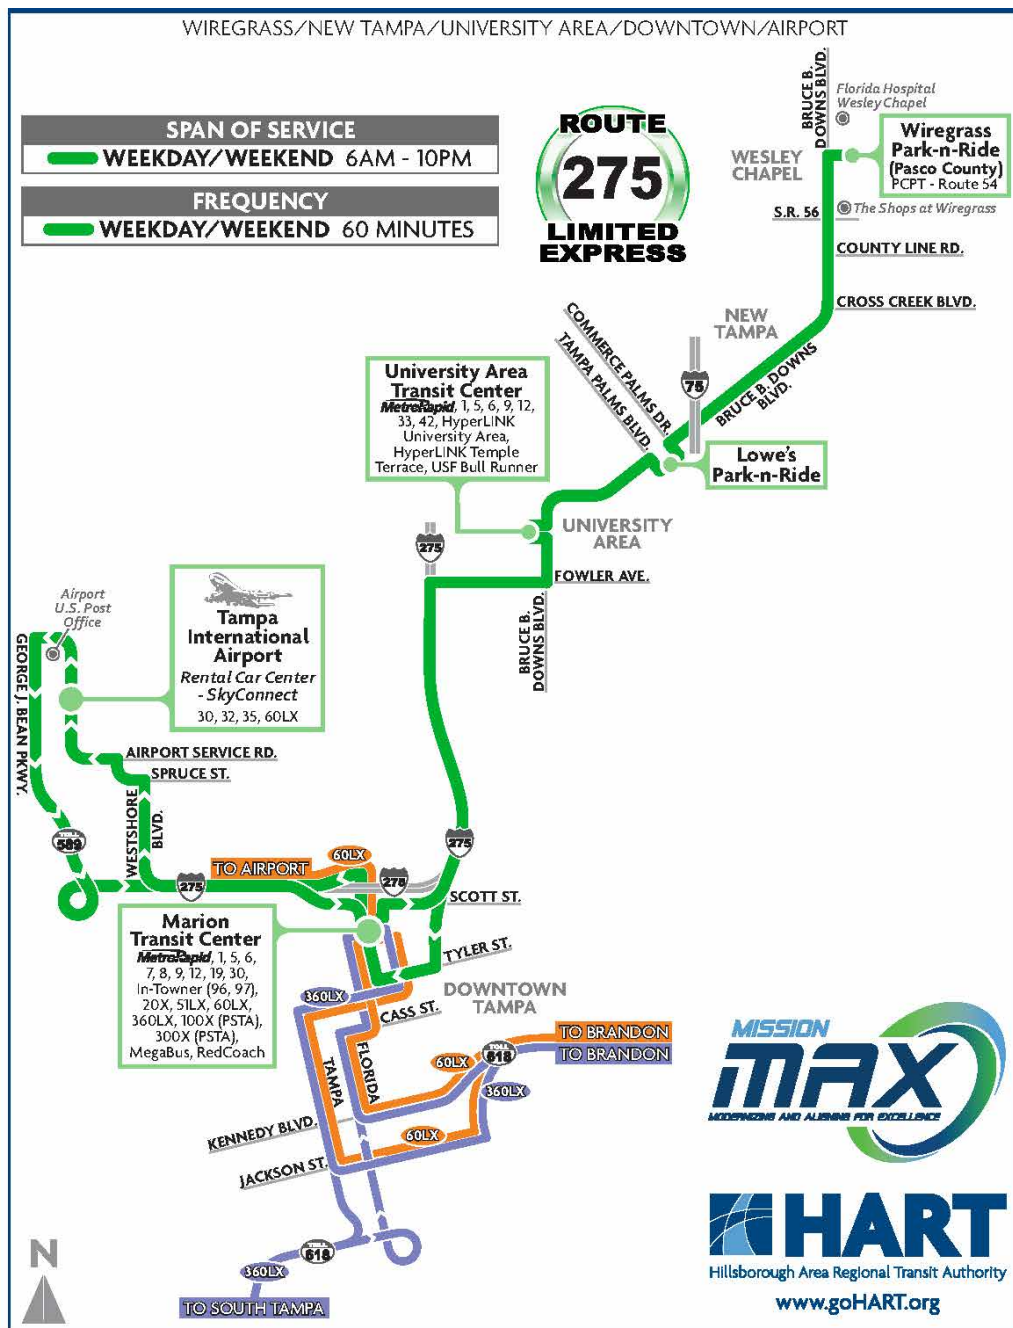 WIREGRASS/NEW TAMPA/UNIVERSITY AREA/DOWNTOWN/AIRPORT
SPAN OF SERVICE
WEEKDAY/WEEKEND 6AM - 10PM
FREQUENCY
WEEKDAY/WEEKEND 60 MINUTES
ROUTE
275
LIMITED
EXPRESS
BRUCE B.
DOWNS BLVD.
Florida Hospital
Wesley Chapel
WESLEY
CHAPEL
Wiregrass
Park-n-Ride
(Pasco County)
PCPT - Route 54
S.R. 56
The Shops at Wiregrass
COUNTY LINE RD.
CROSS CREEK BLVD.
NEW
TAMPA
COMMERCE PALMS DR.
TAMPA PALMS BLVD.
75
BRUCE B. DOWNS
BLVD.
Lowe's
Park-n-Ride
University Area
Transit Center
MetroRapid, 1, 5, 6, 9, 12,
33, 42, HyperLINK
University Area,
HyperLINK Temple
Terrace, USF Bull Runner
UNIVERSITY
AREA
275
FOWLER AVE.
BRUCE B.
DOWNS BLVD.
Airport
U.S. Post
Office
Tampa
International
Airport
Rental Car Center
- SkyConnect
30, 32, 35, 60LX
GEORGE J. BEAN PKWY.
AIRPORT SERVICE RD.
SPRUCE ST.
WESTSHORE
BLVD.
TOLL
589
275
TO AIRPORT
60LX
275
275
SCOTT ST.
Marion
Transit Center
MetroRapid, 1, 5, 6,
7, 8, 9, 12, 19, 30,
In-Towner (96, 97),
20X, 51LX, 60LX,
360LX, 100X (PSTA),
300X (PSTA),
MegaBus, RedCoach
TYLER ST.
DOWNTOWN
TAMPA
360LX
CASS ST.
TAMPA
FLORIDA
TO BRANDON
TO BRANDON
TOLL
618
60LX
360LX
KENNEDY BLVD.
60LX
JACKSON ST.
TOLL
618
360LX
TO SOUTH TAMPA
N
MISSION
MAX
MODERNIZING AND ALIGNING FOR EXCELLENCE
HART
Hillsborough Area Regional Transit Authority
www.goHART.org